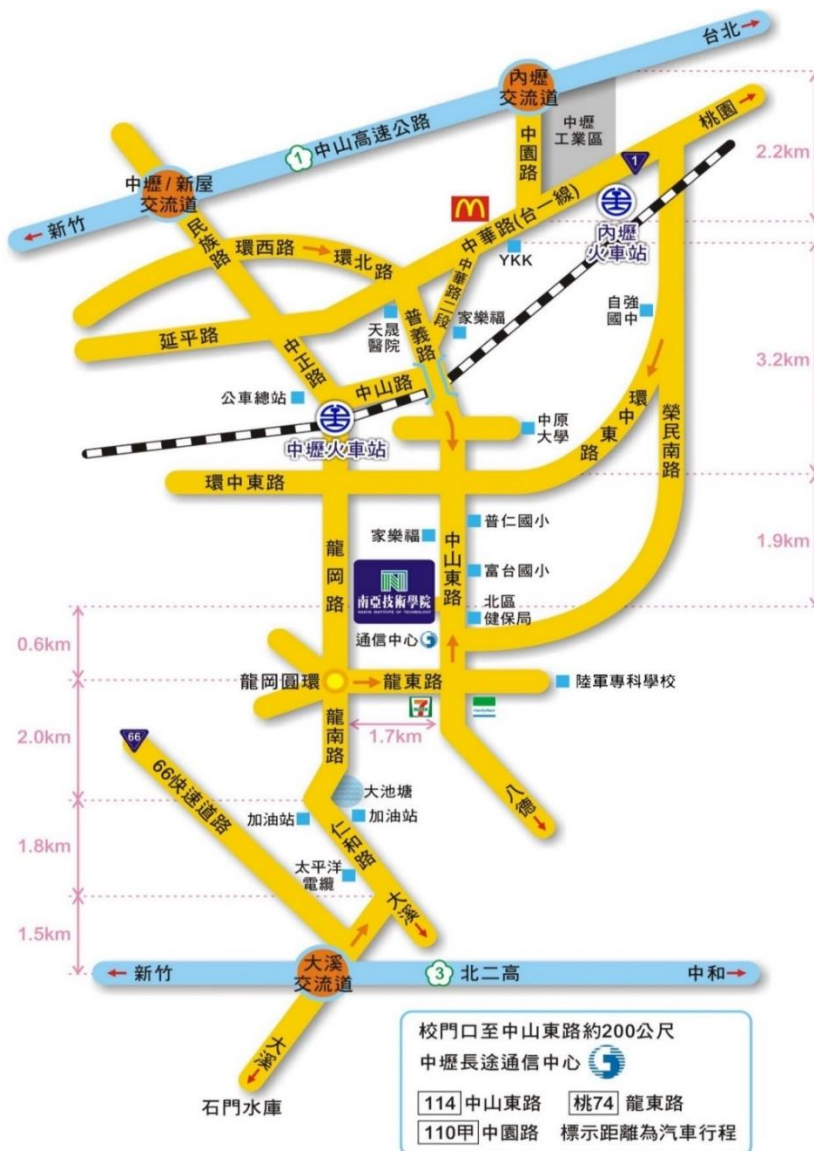 台北
內壢
交流道
中壢
工業區
中園路
桃園
2.2km
1
中山高速公路
1
中壢/新屋
交流道
新竹
民族路
中華路(台一線)
內壢
火車站
環西路
環北路
YKK
中華路二段
延平路
天晟
醫院
普義路
家樂福
自強
國中
3.2km
中正路
公車總站
中山路
中壢火車站
中原
大學
環中東路
環中東路
榮民南路
家樂福
普仁國小
1.9km
龍岡路
中山東路
南亞技術學院
NANYA INSTITUTE OF TECHNOLOGY
富台國小
北區
健保局
0.6km
通信中心
龍岡圓環
龍東路
陸軍專科學校
7
ELEVEN
FamilyMart
66
2.0km
龍南路
1.7km
66快速道路
大池塘
八德
加油站
加油站
仁和路
1.8km
太平洋
電纜
大溪
1.5km
新竹
大溪
交流道
3
北二高
中和
大溪
石門水庫
校門口至中山東路約200公尺
中壢長途通信中心
114 中山東路 桃74 龍東路
110甲 中園路 標示距離為汽車行程